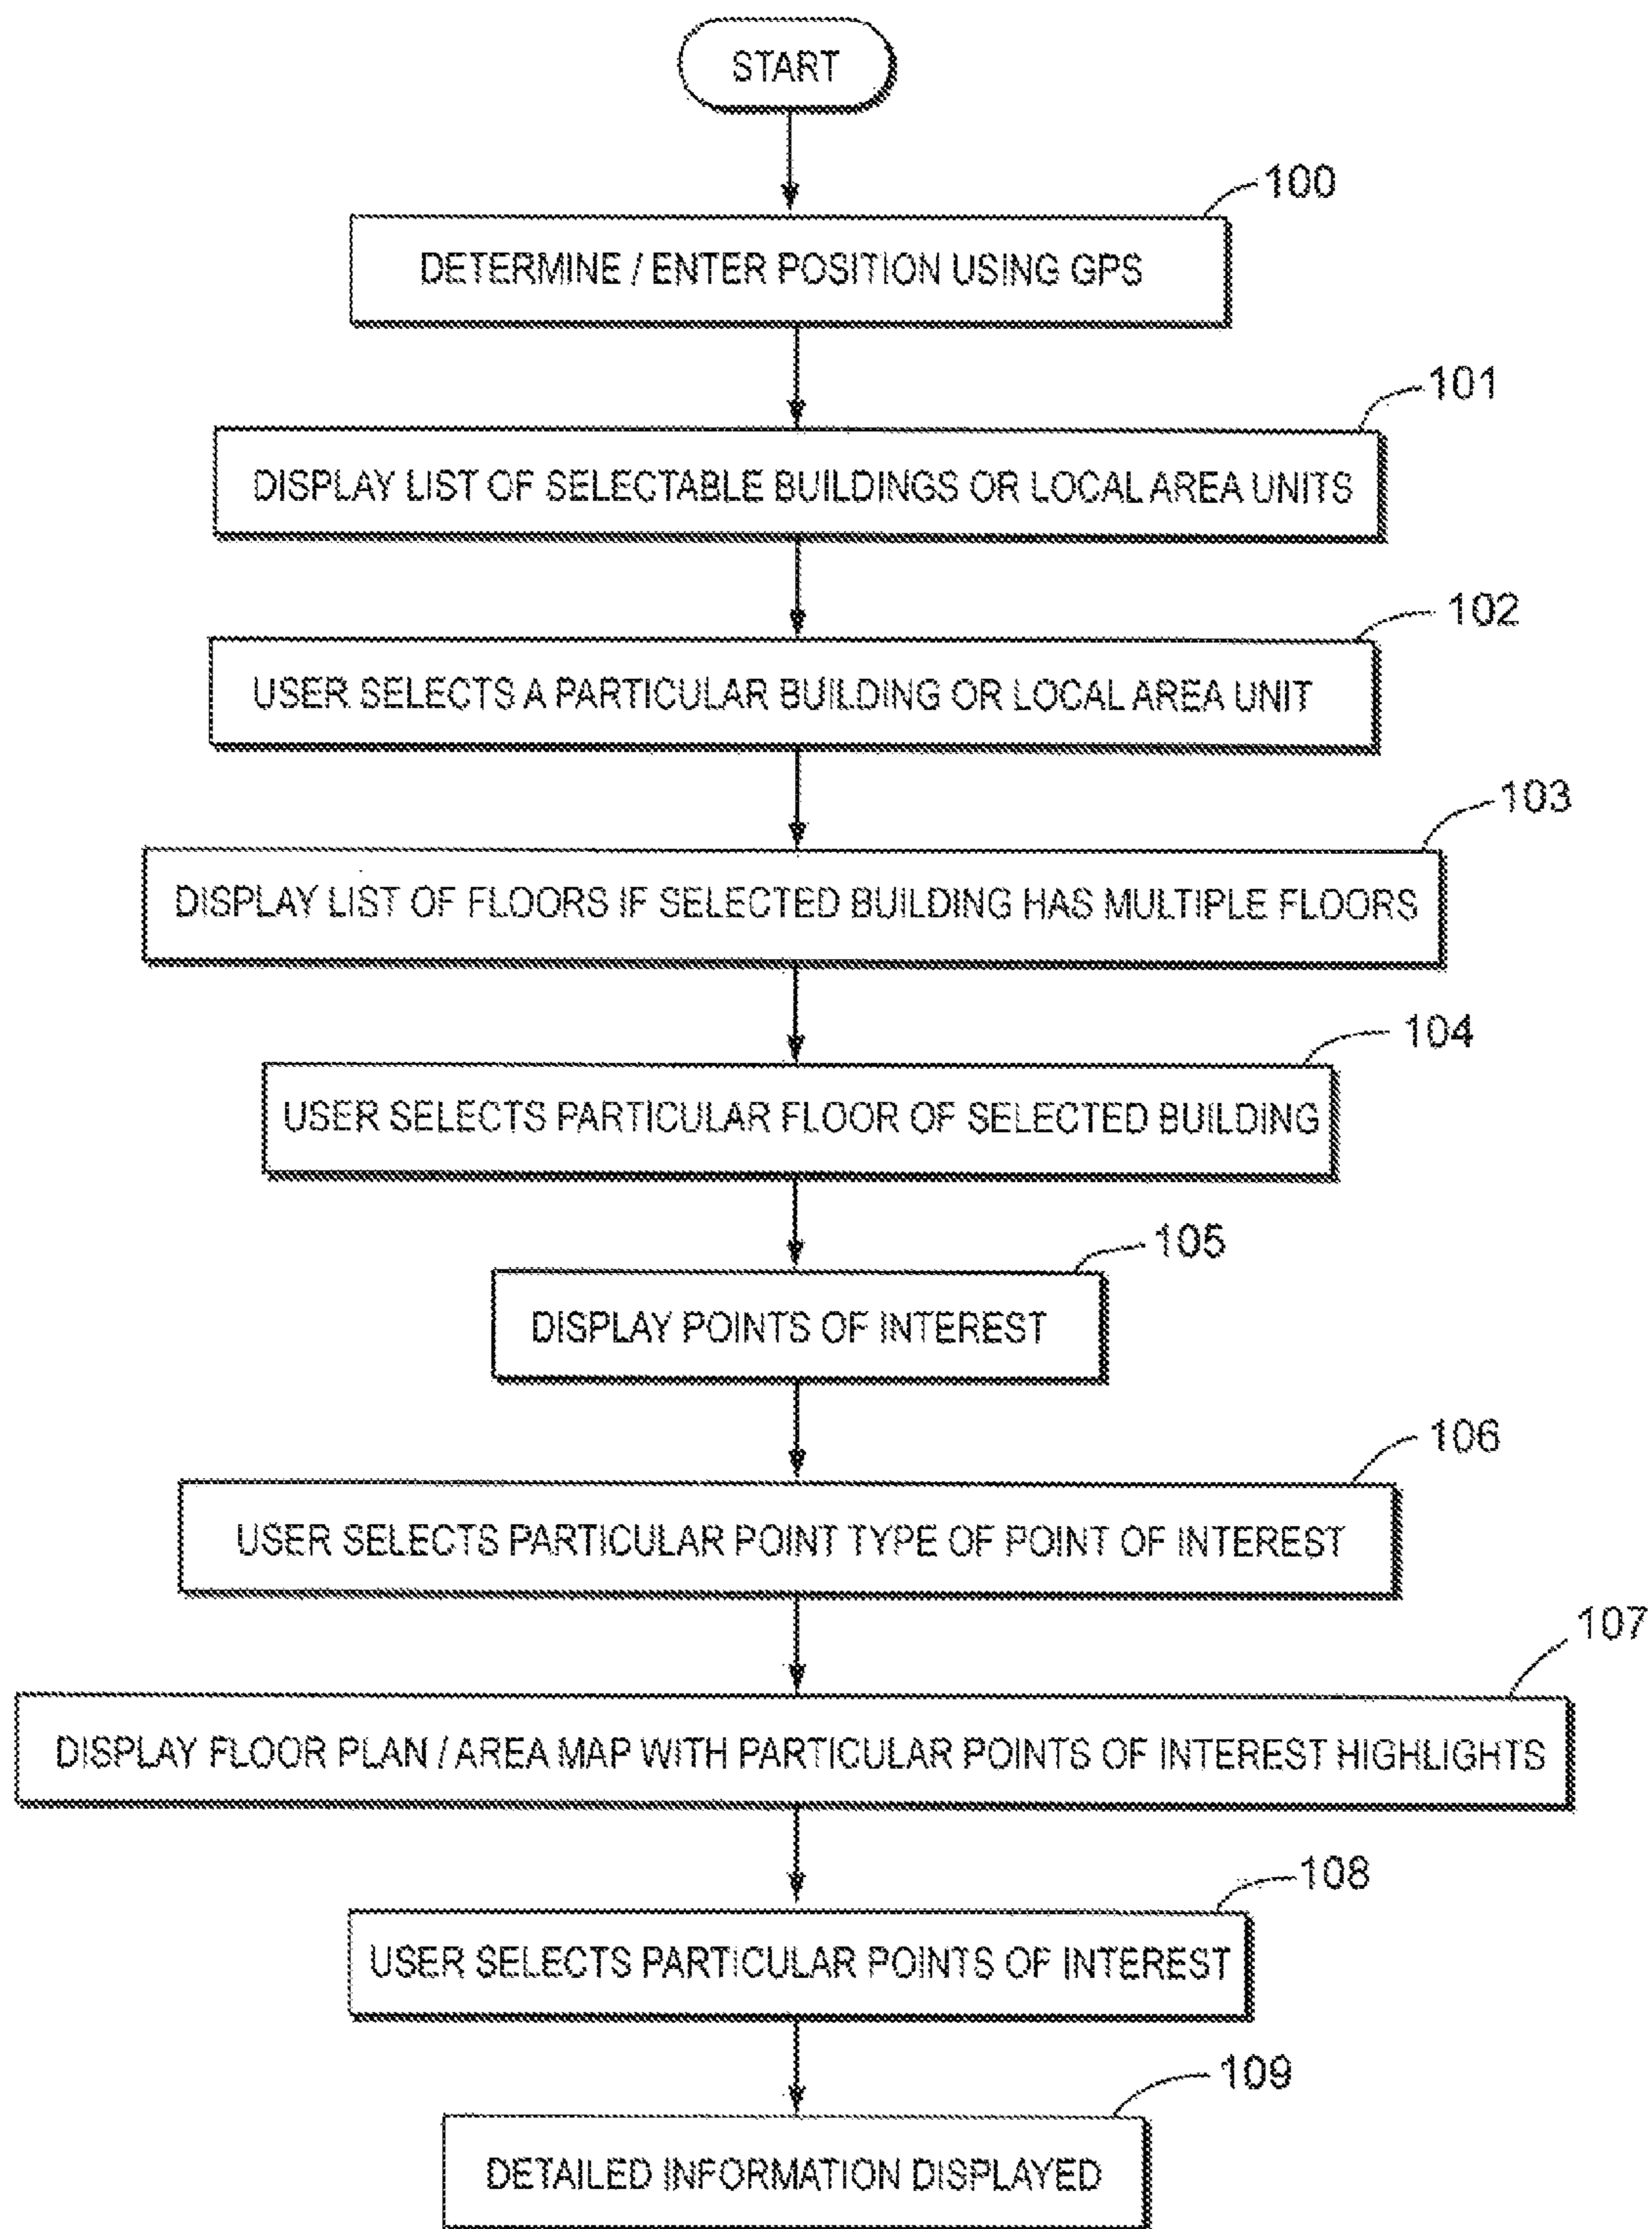 START
100
DETERMINE / ENTER POSITION USING GPS
101
DISPLAY LIST OF SELECTABLE BUILDINGS OR LOCAL AREA UNITS
102
USER SELECTS A PARTICULAR BUILDING OR LOCAL AREA UNIT
103
DISPLAY LIST OF FLOORS IF SELECTED BUILDING HAS MULTIPLE FLOORS
104
USER SELECTS PARTICULAR FLOOR OF SELECTED BUILDING
105
DISPLAY POINTS OF INTEREST
106
USER SELECTS PARTICULAR POINT TYPE OF POINT OF INTEREST
107
DISPLAY FLOOR PLAN / AREA MAP WITH PARTICULAR POINTS OF INTEREST HIGHLIGHTS
108
USER SELECTS PARTICULAR POINTS OF INTEREST
109
DETAILED INFORMATION DISPLAYED